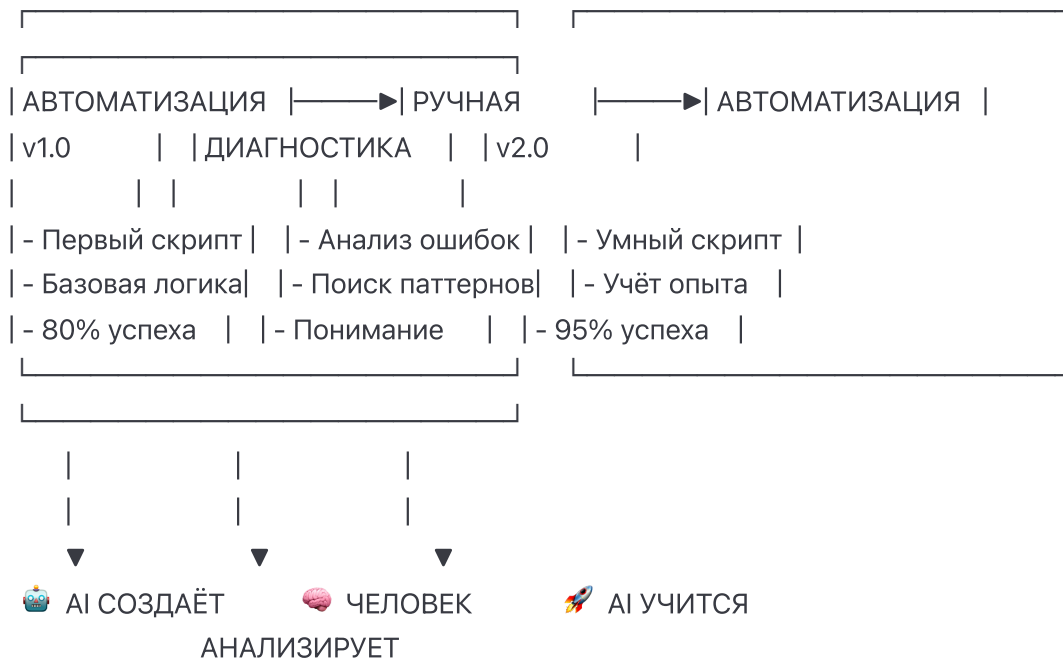 ┌─────────────────┐  ┌─────────────────
┌─────────────────┐
| АВТОМАТИЗАЦИЯ |────▶| РУЧНАЯ |────▶| АВТОМАТИЗАЦИЯ |
| v1.0 | | ДИАГНОСТИКА | | v2.0 |
| | | | | |
| - Первый скрипт | | - Анализ ошибок | | - Умный скрипт |
| - Базовая логика| | - Поиск паттернов| | - Учёт опыта |
| - 80% успеха | | - Понимание | | - 95% успеха |
└─────────────────┘  └─────────────────
└─────────────────┘
| | |
| | |
▼ ▼ ▼
🤖 AI СОЗДАЁТ 🧠 ЧЕЛОВЕК 🚀 AI УЧИТСЯ
АНАЛИЗИРУЕТ